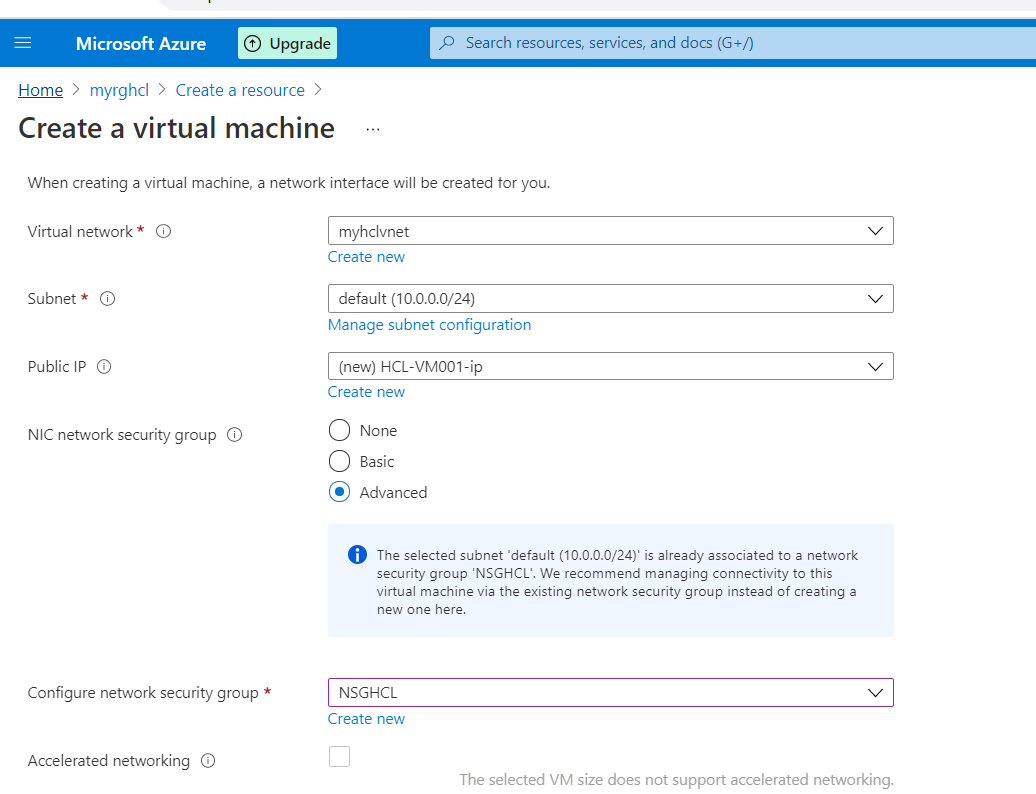 Microsoft Azure
Upgrade
Search resources, services, and docs (G+/)
Home > myrghcl > Create a resource >
Create a virtual machine ...
When creating a virtual machine, a network interface will be created for you.
Virtual network *
myhclvnet
Create new
Subnet *
default (10.0.0.0/24)
Manage subnet configuration
Public IP
(new) HCL-VM001-ip
Create new
NIC network security group
None
Basic
Advanced
The selected subnet 'default (10.0.0.0/24)' is already associated to a network
security group 'NSGHCL'. We recommend managing connectivity to this
virtual machine via the existing network security group instead of creating a
new one here.
Configure network security group *
NSGHCL
Create new
Accelerated networking
The selected VM size does not support accelerated networking.